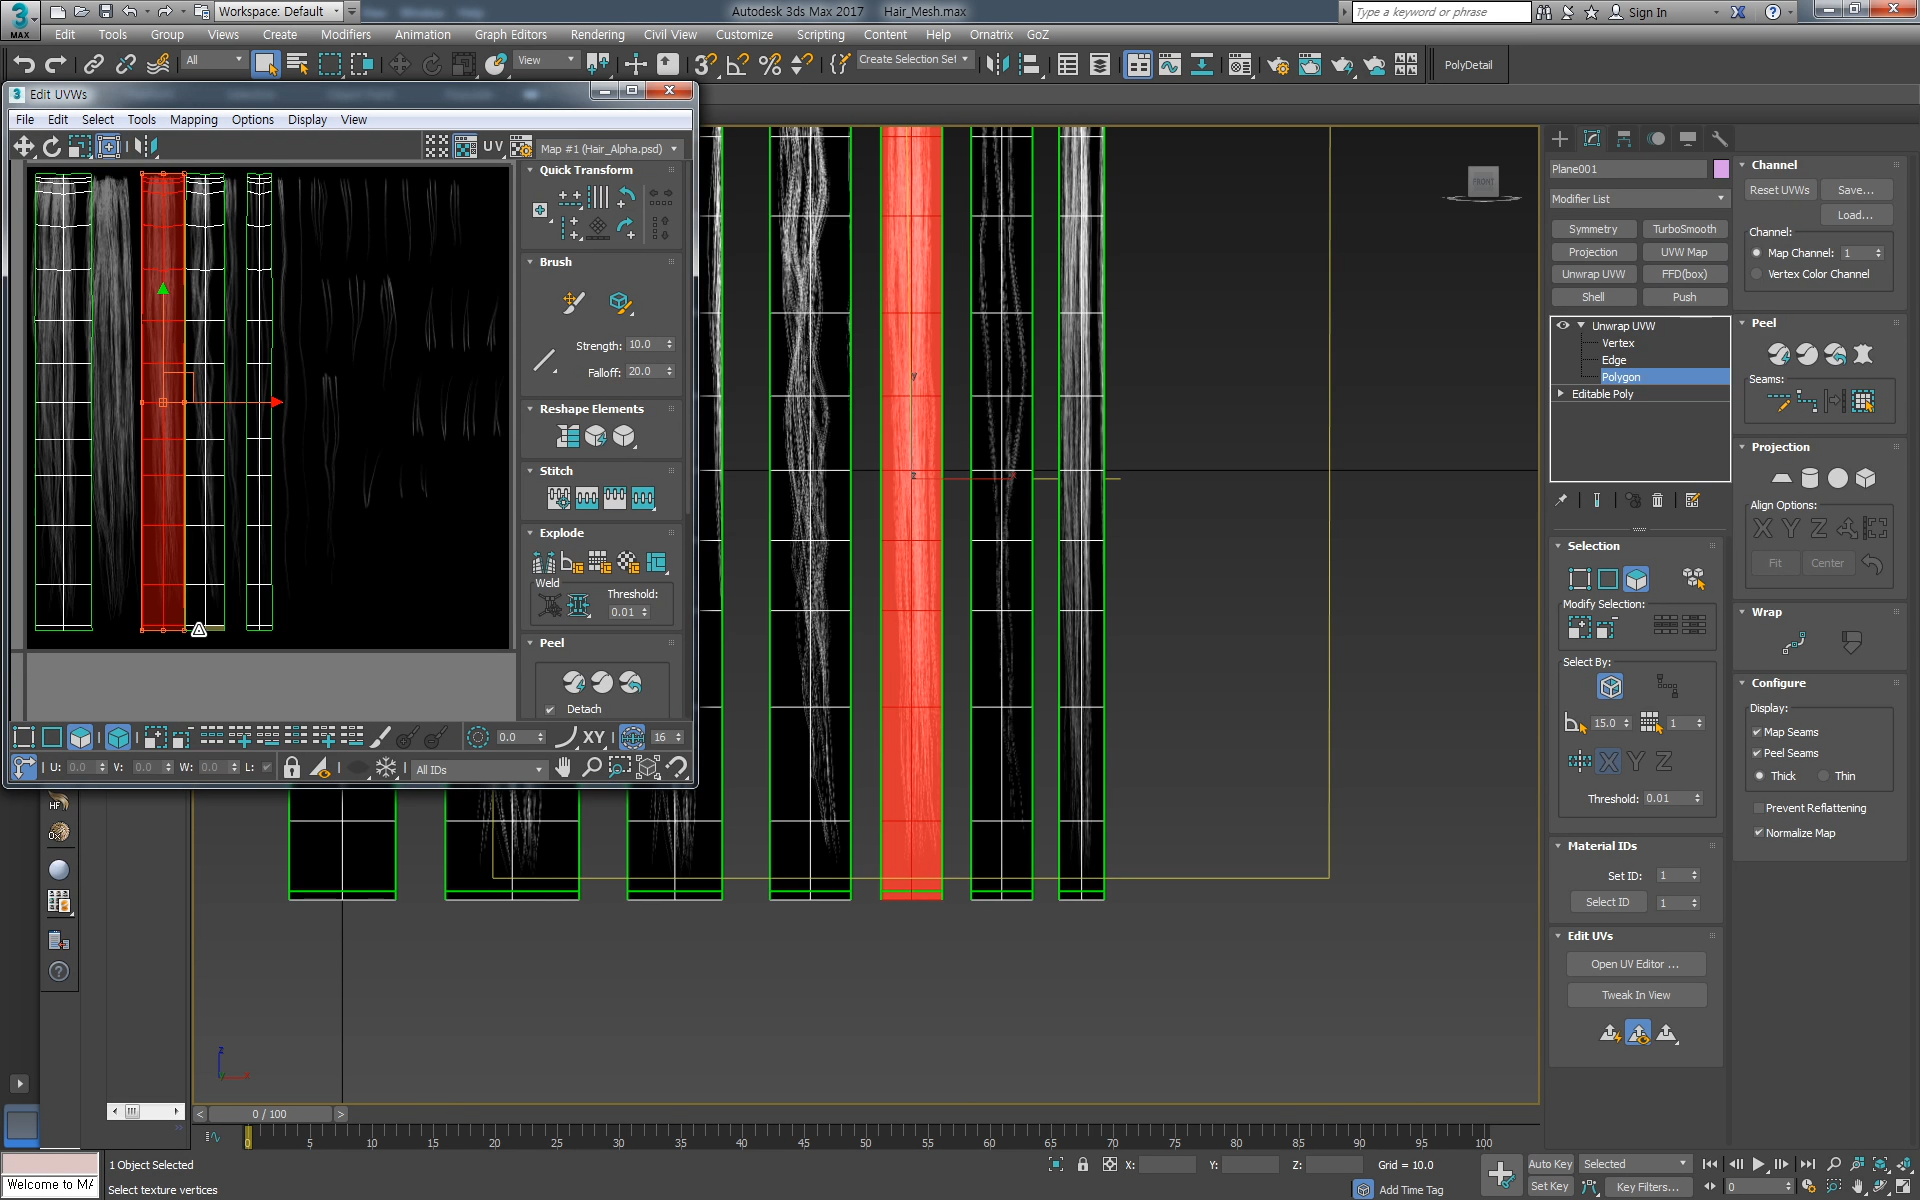 Workspace: Default
Autodesk 3ds Max 2017 Hair_Mesh.max
Type a keyword or phrase
Sign In
MAX
Edit Tools Group Views Create Modifiers Animation Graph Editors Rendering Civil View Customize Scripting Content Help Ornatrix GoZ
All
View
Create Selection Set
PolyDetail
Edit UVWs
File Edit Select Tools Mapping Options Display View
UV
Map #1 (Hair_Alpha.psd)
Quick Transform
Brush
Strength: 10.0
Falloff: 20.0
Reshape Elements
Stitch
Explode
Weld
Threshold:
0.01
Peel
Detach
0.0
XY
16
U: 0.0 V: 0.0 W: 0.0 L:
All IDs
FRONT
y
z
x
HF
OX
z
x
Plane001
Modifier List
Symmetry TurboSmooth
Projection UVW Map
Unwrap UVW FFD(box)
Shell Push
Unwrap UVW
Vertex
Edge
Polygon
Editable Poly
Selection
Modify Selection:
Select By:
15.0
1
X Y Z
Threshold: 0.01
Material IDs
Set ID: 1
Select ID 1
Edit UVs
Open UV Editor ...
Tweak In View
Channel
Reset UVWs Save...
Load...
Channel:
Map Channel: 1
Vertex Color Channel
Peel
Seams:
Projection
Align Options:
X Y Z
Fit Center
Wrap
Configure
Display:
Map Seams
Peel Seams
Thick Thin
Prevent Reflattening
Normalize Map
0 / 100
0 5 10 15 20 25 30 35 40 45 50 55 60 65 70 75 80 85 90 95 100
1 Object Selected
X: Y: Z: Grid = 10.0
Auto Key Selected
Welcome to MA
Select texture vertices
Add Time Tag
Set Key Key Filters...
0